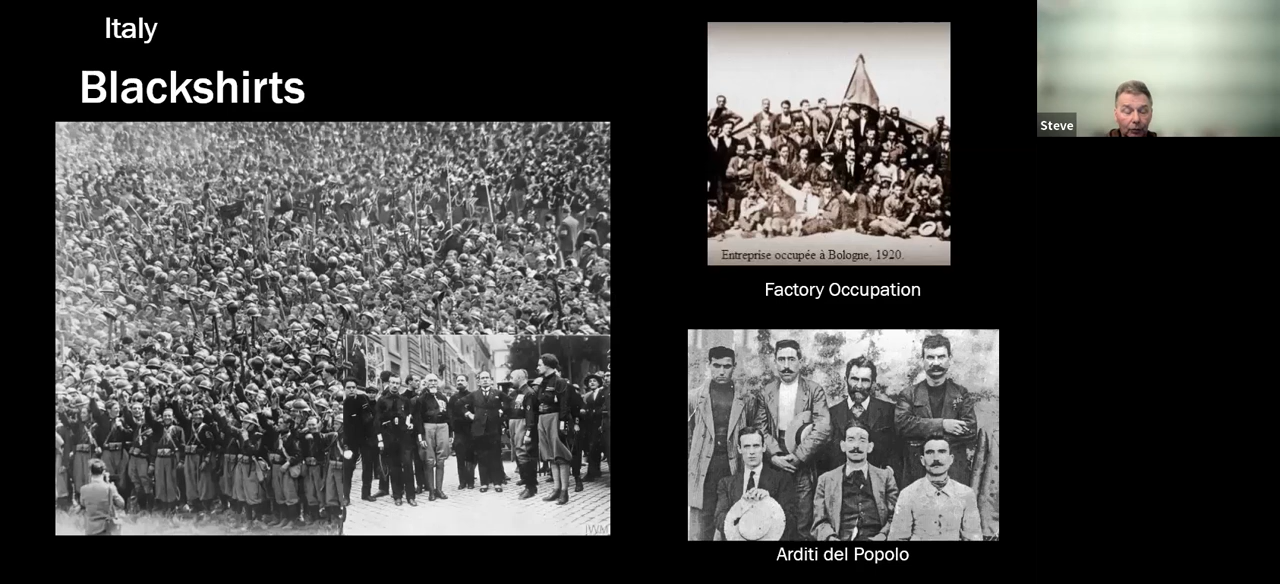 Italy
Blackshirts
Entreprise occupée à Bologne, 1920.
Factory Occupation
Arditi del Popolo
Steve
IWM